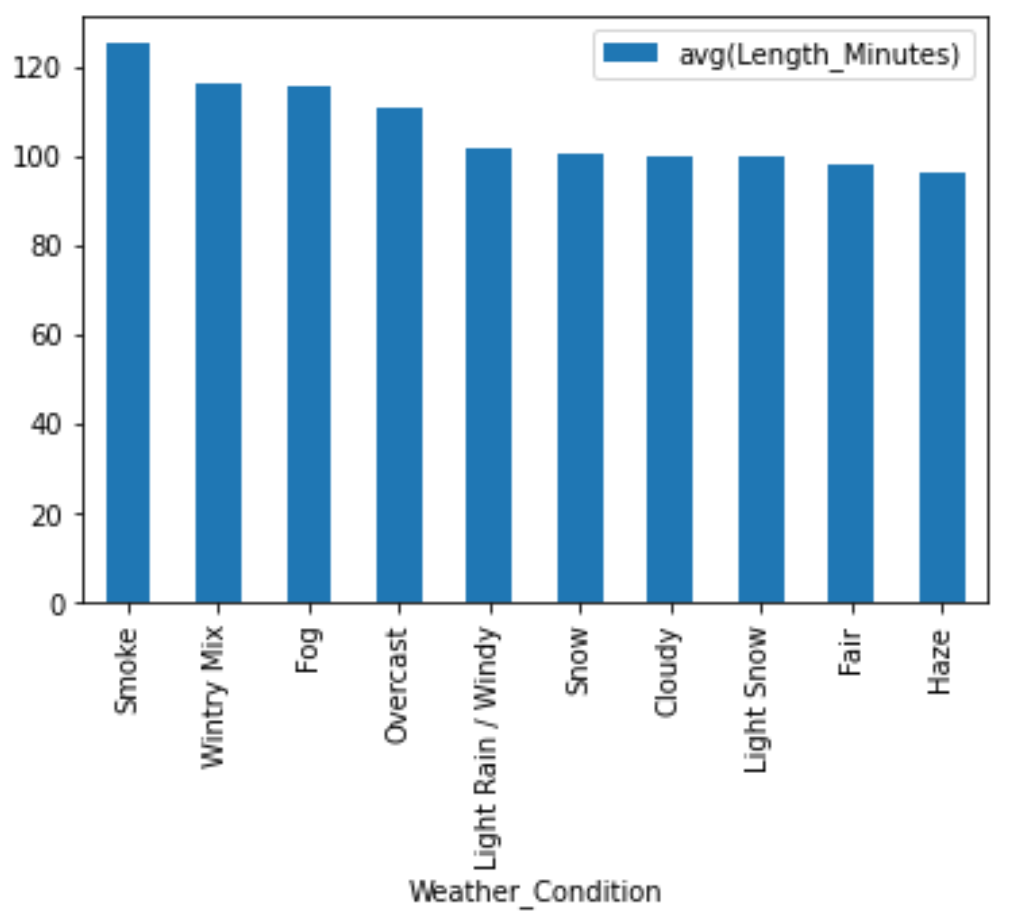 avg(Length_Minutes)
120
100
80
60
40
20
0
Smoke
Wintry Mix
Fog
Overcast
Light Rain / Windy
Snow
Cloudy
Light Snow
Fair
Haze
Weather_Condition